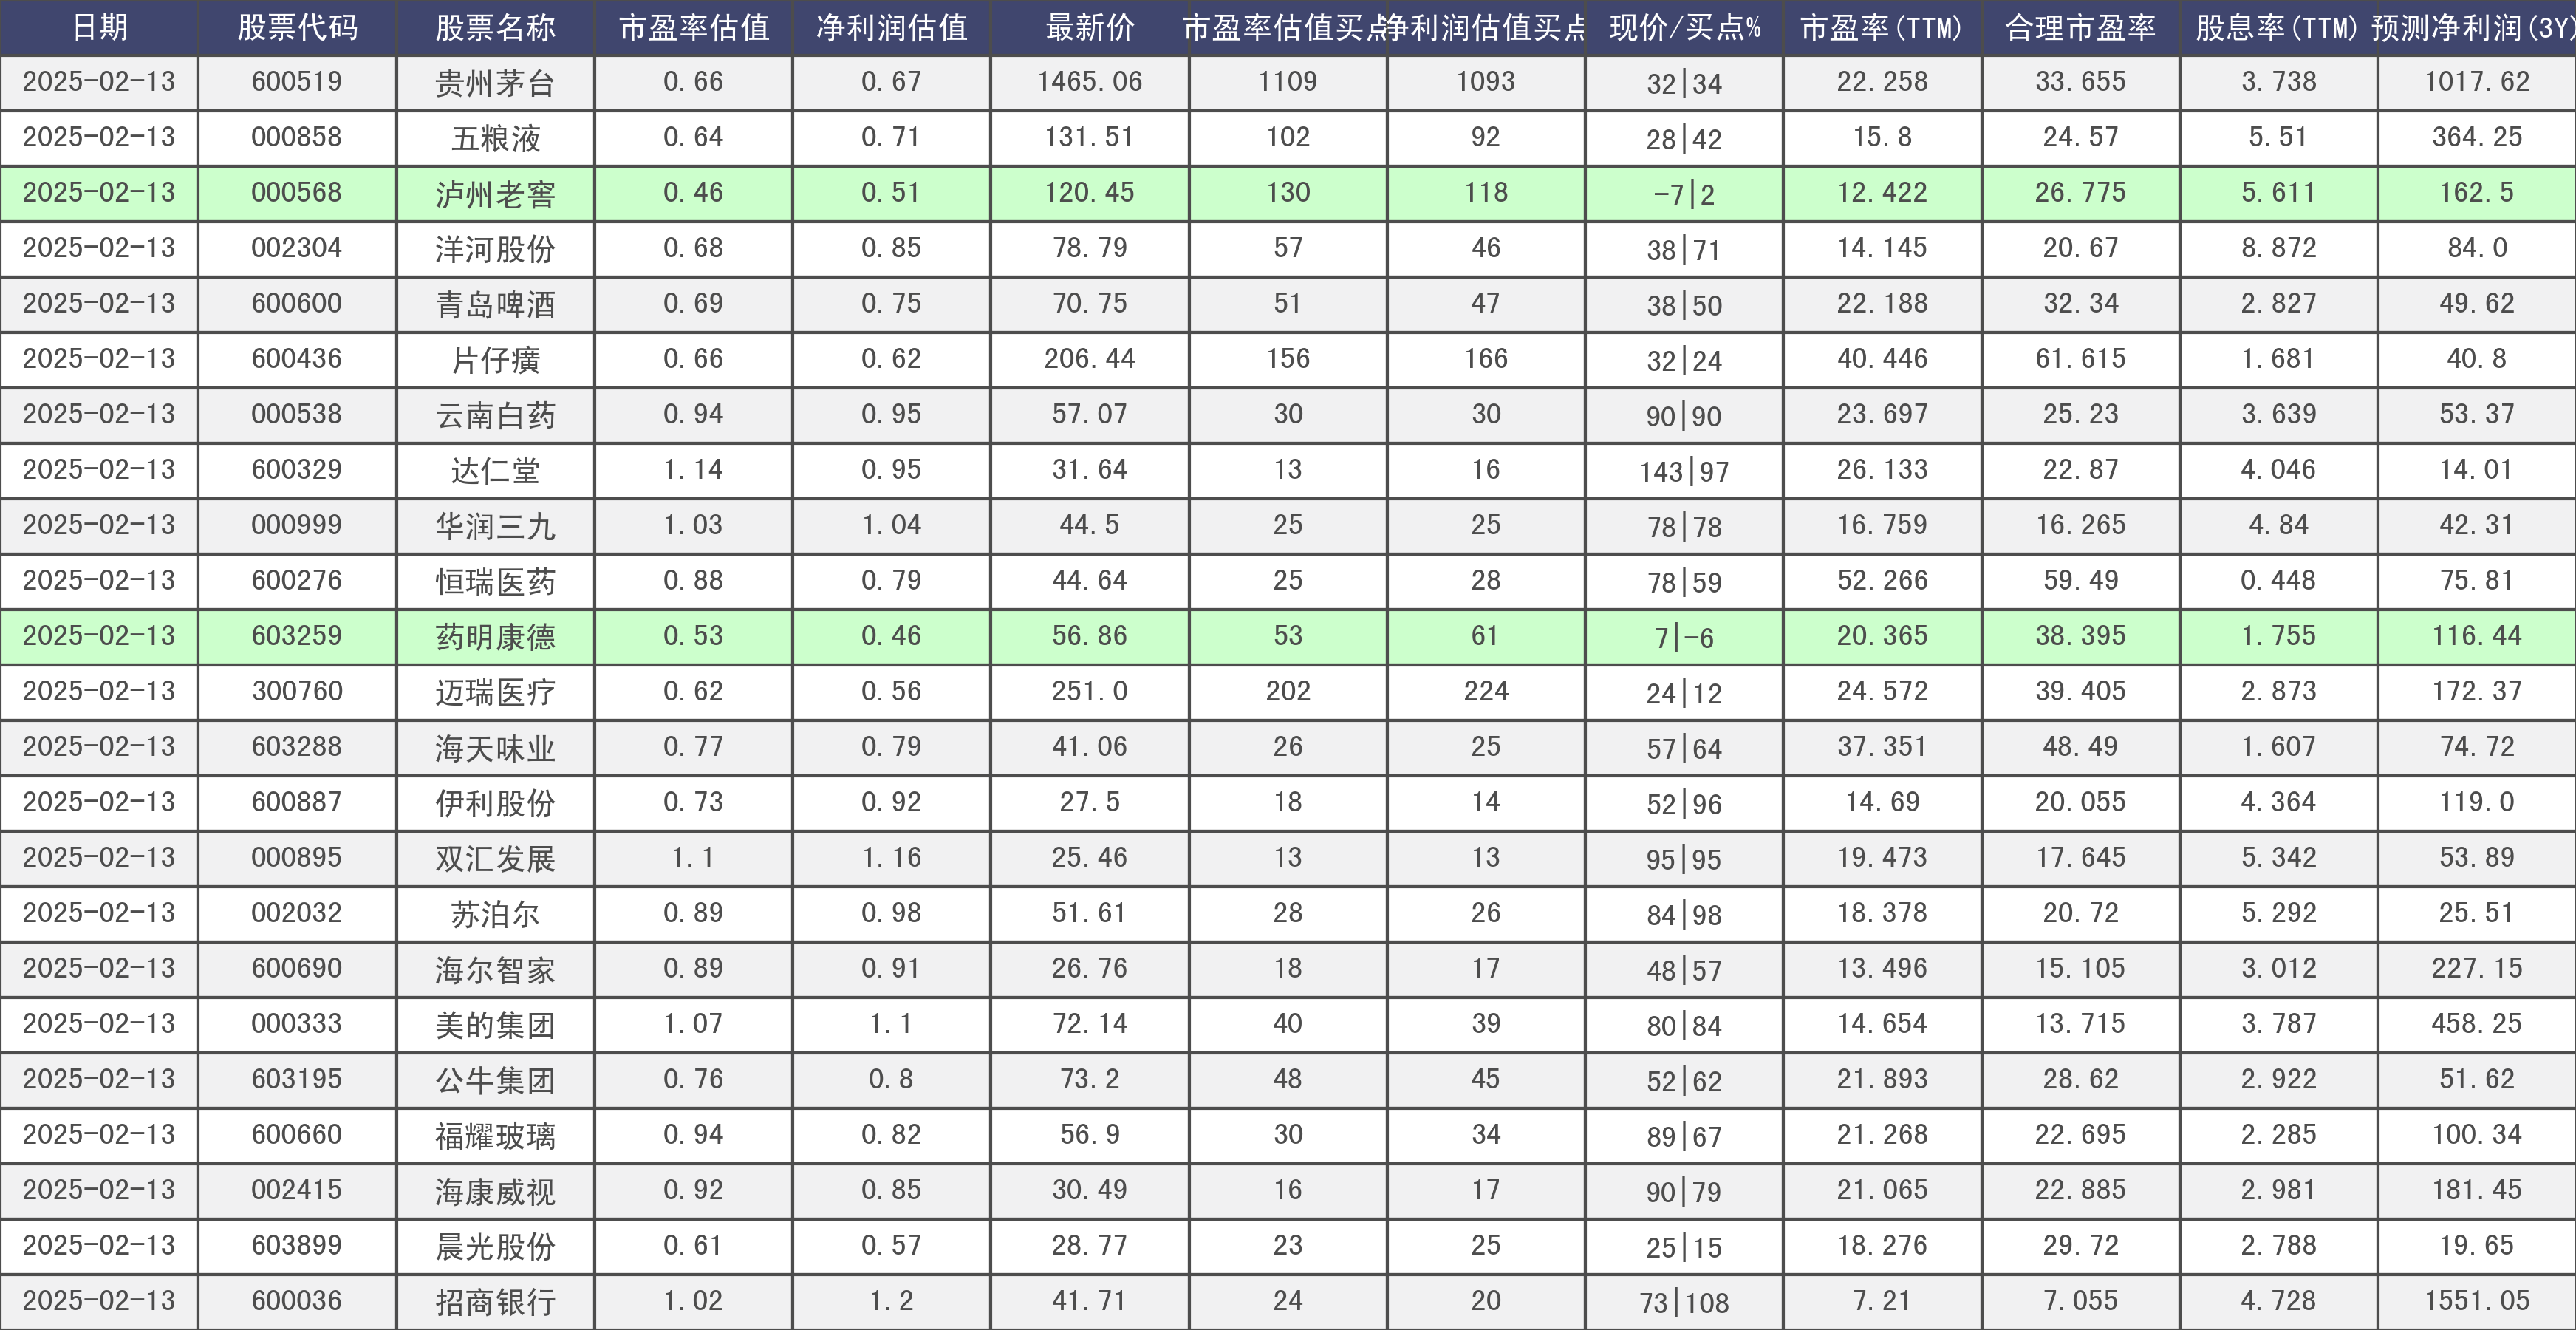 日期 股票代码 股票名称 市盈率估值 净利润估值 最新价 市盈率估值买点 净利润估值买点 现价/买点% 市盈率(TTM) 合理市盈率 股息率(TTM) 预测净利润(3Y)
2025-02-13 600519 贵州茅台 0.66 0.67 1465.06 1109 1093 32|34 22.258 33.655 3.738 1017.62
2025-02-13 000858 五粮液 0.64 0.71 131.51 102 92 28|42 15.8 24.57 5.51 364.25
2025-02-13 000568 泸州老窖 0.46 0.51 120.45 130 118 -7|2 12.422 26.775 5.611 162.5
2025-02-13 002304 洋河股份 0.68 0.85 78.79 57 46 38|71 14.145 20.67 8.872 84.0
2025-02-13 600600 青岛啤酒 0.69 0.75 70.75 51 47 38|50 22.188 32.34 2.827 49.62
2025-02-13 600436 片仔癀 0.66 0.62 206.44 156 166 32|24 40.446 61.615 1.681 40.8
2025-02-13 000538 云南白药 0.94 0.95 57.07 30 30 90|90 23.697 25.23 3.639 53.37
2025-02-13 600329 达仁堂 1.14 0.95 31.64 13 16 143|97 26.133 22.87 4.046 14.01
2025-02-13 000999 华润三九 1.03 1.04 44.5 25 25 78|78 16.759 16.265 4.84 42.31
2025-02-13 600276 恒瑞医药 0.88 0.79 44.64 25 28 78|59 52.266 59.49 0.448 75.81
2025-02-13 603259 药明康德 0.53 0.46 56.86 53 61 7|-6 20.365 38.395 1.755 116.44
2025-02-13 300760 迈瑞医疗 0.62 0.56 251.0 202 224 24|12 24.572 39.405 2.873 172.37
2025-02-13 603288 海天味业 0.77 0.79 41.06 26 25 57|64 37.351 48.49 1.607 74.72
2025-02-13 600887 伊利股份 0.73 0.92 27.5 18 14 52|96 14.69 20.055 4.364 119.0
2025-02-13 000895 双汇发展 1.1 1.16 25.46 13 13 95|95 19.473 17.645 5.342 53.89
2025-02-13 002032 苏泊尔 0.89 0.98 51.61 28 26 84|98 18.378 20.72 5.292 25.51
2025-02-13 600690 海尔智家 0.89 0.91 26.76 18 17 48|57 13.496 15.105 3.012 227.15
2025-02-13 000333 美的集团 1.07 1.1 72.14 40 39 80|84 14.654 13.715 3.787 458.25
2025-02-13 603195 公牛集团 0.76 0.8 73.2 48 45 52|62 21.893 28.62 2.922 51.62
2025-02-13 600660 福耀玻璃 0.94 0.82 56.9 30 34 89|67 21.268 22.695 2.285 100.34
2025-02-13 002415 海康威视 0.92 0.85 30.49 16 17 90|79 21.065 22.885 2.981 181.45
2025-02-13 603899 晨光股份 0.61 0.57 28.77 23 25 25|15 18.276 29.72 2.788 19.65
2025-02-13 600036 招商银行 1.02 1.2 41.71 24 20 73|108 7.21 7.055 4.728 1551.05